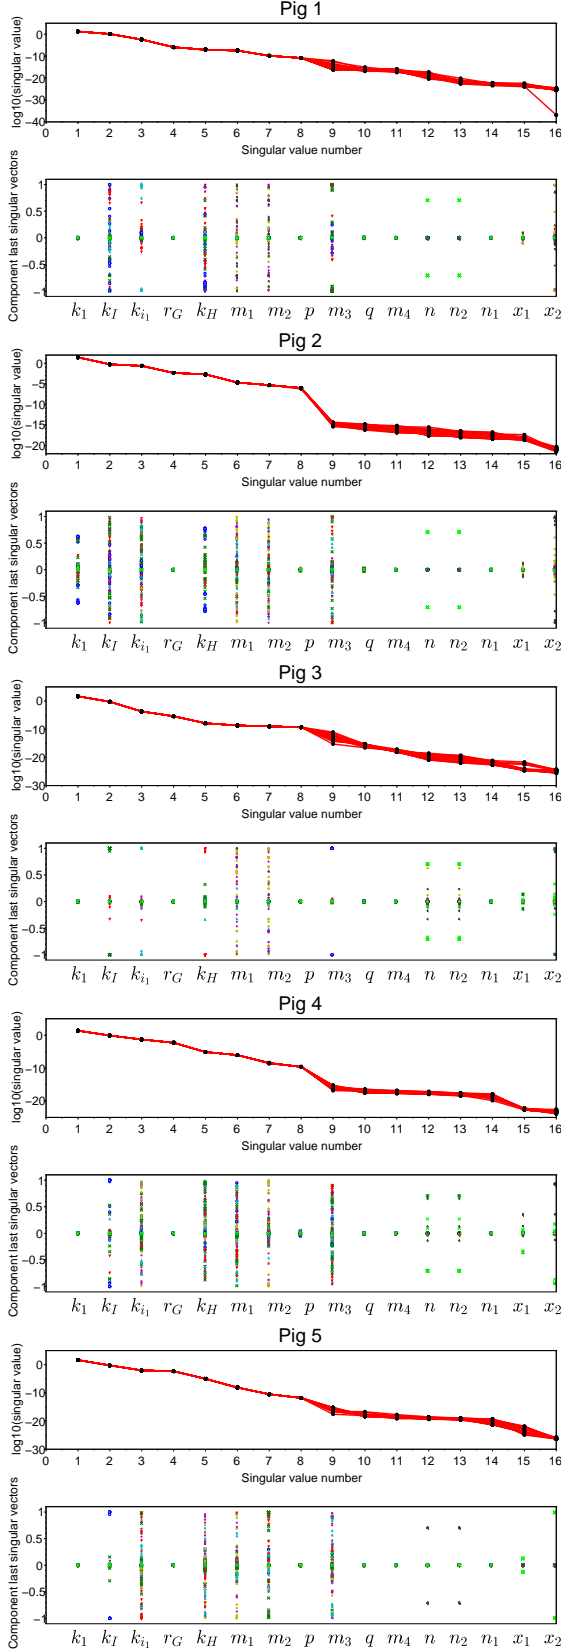 Pig 1
log10(singular value)
0
−10
−20
−30
−40
0 1 2 3 4 5 6 7 8 9 10 11 12 13 14 15 16
Singular value number
Component last singular vectors
1
0.5
0
−0.5
−1
k1 kI ki1 rG kH m1 m2 p m3 q m4 n n2 n1 x1 x2
Pig 2
log10(singular value)
0
−5
−10
−15
−20
0 1 2 3 4 5 6 7 8 9 10 11 12 13 14 15 16
Singular value number
Component last singular vectors
1
0.5
0
−0.5
−1
k1 kI ki1 rG kH m1 m2 p m3 q m4 n n2 n1 x1 x2
Pig 3
log10(singular value)
0
−10
−20
−30
0 1 2 3 4 5 6 7 8 9 10 11 12 13 14 15 16
Singular value number
Component last singular vectors
1
0.5
0
−0.5
−1
k1 kI ki1 rG kH m1 m2 p m3 q m4 n n2 n1 x1 x2
Pig 4
log10(singular value)
0
−10
−20
0 1 2 3 4 5 6 7 8 9 10 11 12 13 14 15 16
Singular value number
Component last singular vectors
1
0.5
0
−0.5
−1
k1 kI ki1 rG kH m1 m2 p m3 q m4 n n2 n1 x1 x2
Pig 5
log10(singular value)
0
−10
−20
−30
0 1 2 3 4 5 6 7 8 9 10 11 12 13 14 15 16
Singular value number
Component last singular vectors
1
0.5
0
−0.5
−1
k1 kI ki1 rG kH m1 m2 p m3 q m4 n n2 n1 x1 x2